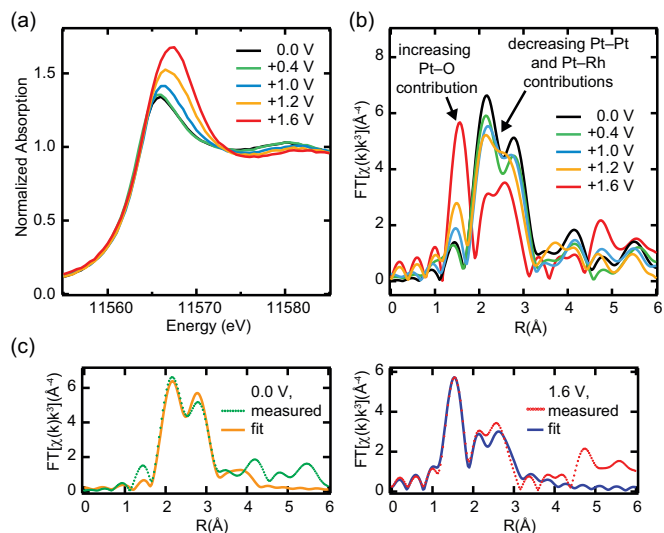 (a)
Normalized Absorption
1.5
1.0
0.5
0.0
0.0 V
+0.4 V
+1.0 V
+1.2 V
+1.6 V
11560
11570
11580
Energy (eV)
(b)
FT[χ(k)k³](Å⁻⁴)
8
6
4
2
0
increasing
Pt–O
contribution
decreasing Pt–Pt
and Pt–Rh
contributions
0.0 V
+0.4 V
+1.0 V
+1.2 V
+1.6 V
0 1 2 3 4 5 6
R(Å)
(c)
FT[χ(k)k³](Å⁻⁴)
6
4
2
0
0.0 V,
measured
fit
0 1 2 3 4 5 6
R(Å)
FT[χ(k)k³](Å⁻⁴)
6
4
2
0
1.6 V,
measured
fit
0 1 2 3 4 5 6
R(Å)